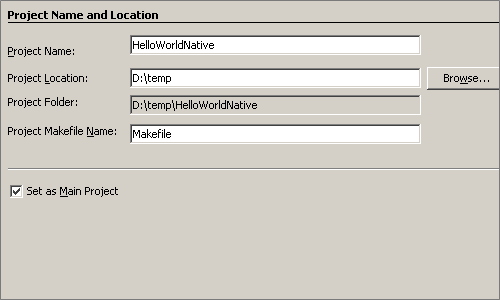 Project Name and Location
Project Name: HelloWorldNative
Project Location: D:\temp Browse...
Project Folder: D:\temp\HelloWorldNative
Project Makefile Name: Makefile
Set as Main Project